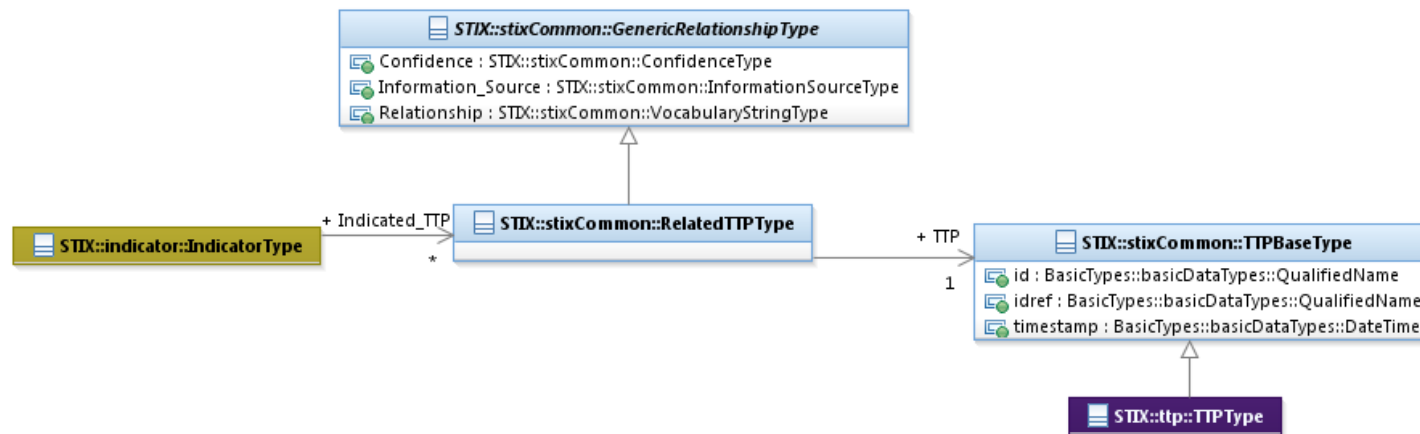 STIX::stixCommon::GenericRelationshipType
Confidence : STIX::stixCommon::ConfidenceType
Information_Source : STIX::stixCommon::InformationSourceType
Relationship : STIX::stixCommon::VocabularyStringType
+ Indicated_TTP
*
STIX::indicator::IndicatorType
STIX::stixCommon::RelatedTTPType
+ TTP
1
STIX::stixCommon::TTPBaseType
id : BasicTypes::basicDataTypes::QualifiedName
idref : BasicTypes::basicDataTypes::QualifiedName
timestamp : BasicTypes::basicDataTypes::DateTime
STIX::ttp::TTPType